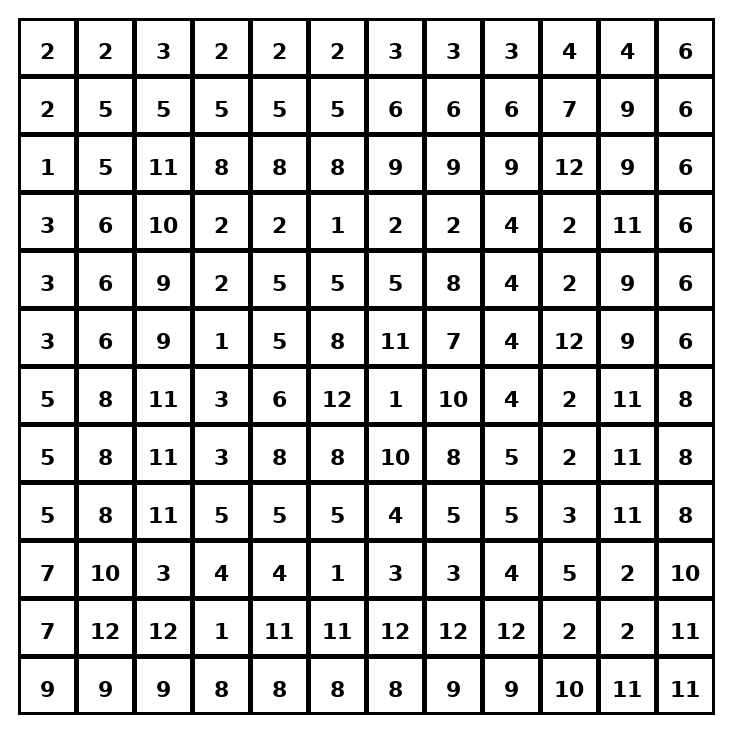 2 2 3 2 2 2 3 3 3 4 4 6
2 5 5 5 5 5 6 6 6 7 9 6
1 5 11 8 8 8 9 9 9 12 9 6
3 6 10 2 2 1 2 2 4 2 11 6
3 6 9 2 5 5 5 8 4 2 9 6
3 6 9 1 5 8 11 7 4 12 9 6
5 8 11 3 6 12 1 10 4 2 11 8
5 8 11 3 8 8 10 8 5 2 11 8
5 8 11 5 5 5 4 5 5 3 11 8
7 10 3 4 4 1 3 3 4 5 2 10
7 12 12 1 11 11 12 12 12 2 2 11
9 9 9 8 8 8 8 9 9 10 11 11